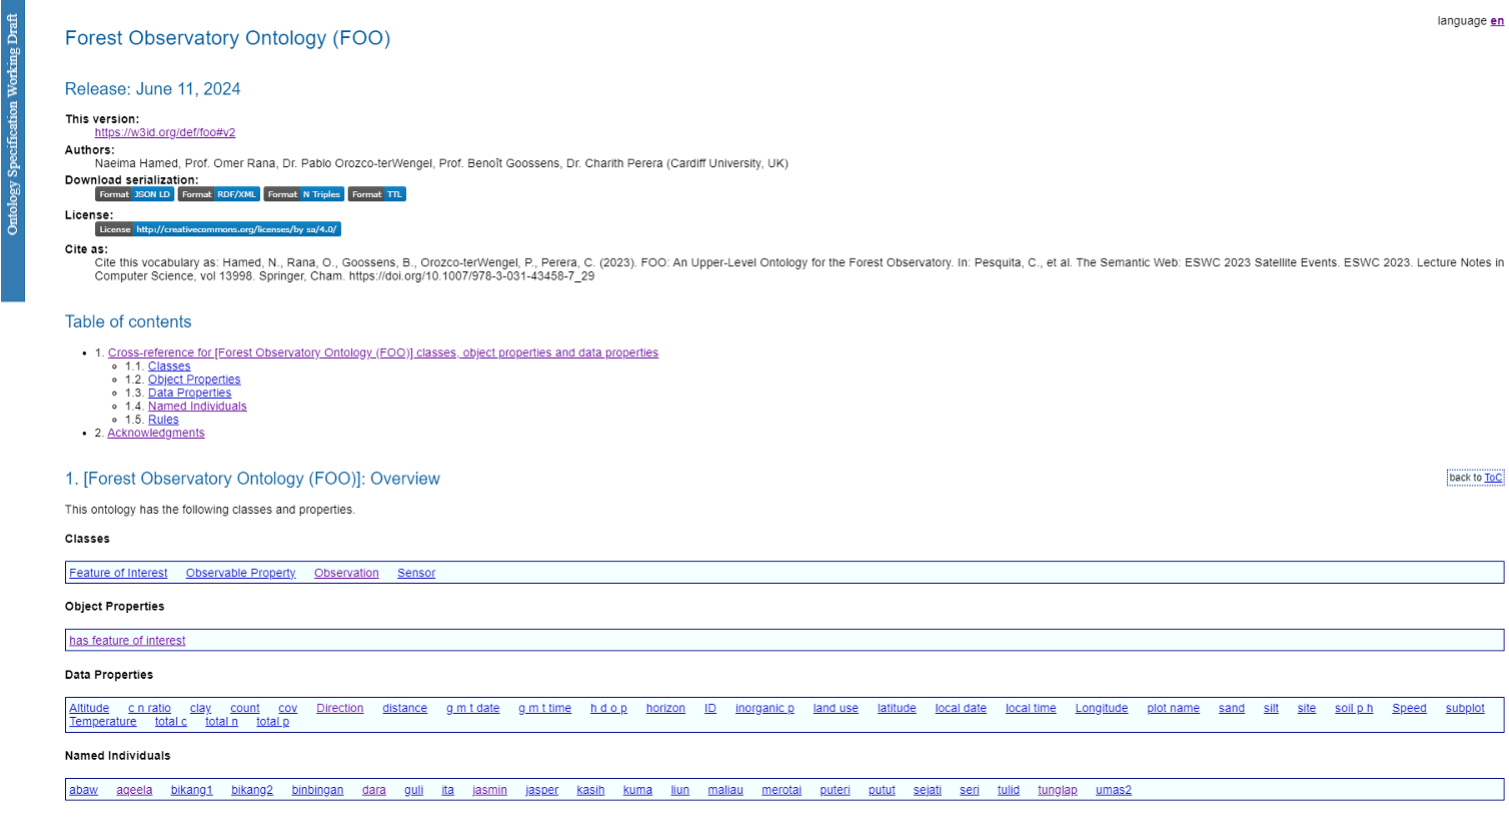 Ontology Specification Working Draft
language en
Forest Observatory Ontology (FOO)
Release: June 11, 2024
This version:
https://w3id.org/def/foo#v2
Authors:
Naeima Hamed, Prof. Omer Rana, Dr. Pablo Orozco-terWengel, Prof. Benoît Goossens, Dr. Charith Perera (Cardiff University, UK)
Download serialization:
Format JSON LD Format RDF/XML Format N Triples Format TTL
License:
License http://creativecommons.org/licenses/by sa/4.0/
Cite as:
Cite this vocabulary as: Hamed, N., Rana, O., Goossens, B., Orozco-terWengel, P., Perera, C. (2023). FOO: An Upper-Level Ontology for the Forest Observatory. In: Pesquita, C., et al. The Semantic Web: ESWC 2023 Satellite Events. ESWC 2023. Lecture Notes in
Computer Science, vol 13998. Springer, Cham. https://doi.org/10.1007/978-3-031-43458-7_29
Table of contents
• 1. Cross-reference for [Forest Observatory Ontology (FOO)] classes, object properties and data properties
◦ 1.1. Classes
◦ 1.2. Object Properties
◦ 1.3. Data Properties
◦ 1.4. Named Individuals
◦ 1.5. Rules
• 2. Acknowledgments
1. [Forest Observatory Ontology (FOO)]: Overview
back to ToC
This ontology has the following classes and properties.
Classes
Feature of Interest Observable Property Observation Sensor
Object Properties
has feature of interest
Data Properties
Altitude c n ratio clay count cov Direction distance g m t date g m t time h d o p horizon ID inorganic p land use latitude local date local time Longitude plot name sand silt site soil p h Speed subplot
Temperature total c total n total p
Named Individuals
abaw aqeela bikang1 bikang2 binbingan dara guli ita jasmin jasper kasih kuma liun maliau merotai puteri putut sejati seri tulid tunglap umas2